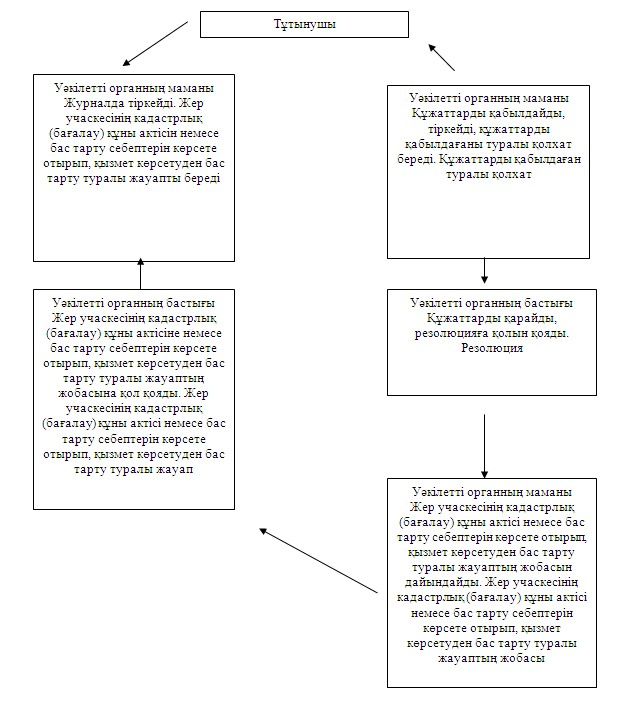 Тұтынушы
Уәкілетті органның маманы
Журналда тіркейді. Жер
учаскесінің кадастрлық
(бағалау) құны актісін немесе
бас тарту себептерін көрсете
отырып, қызмет көрсетуден бас
тарту туралы жауапты береді
Уәкілетті органның маманы
Құжаттарды қабылдайды,
тіркейді, құжаттарды
қабылдағаны туралы қолхат
береді. Құжаттарды қабылдаған
туралы қолхат
Уәкілетті органның бастығы
Жер учаскесінің кадастрлық
(бағалау) құны актісіне немесе
бас тарту себептерін көрсете
отырып, қызмет көрсетуден бас
тарту туралы жауаптың
жобасына қол қояды. Жер
учаскесінің кадастрлық
(бағалау) құны актісі немесе бас
тарту себептерін көрсете
отырып, қызмет көрсетуден бас
тарту туралы жауап
Уәкілетті органның бастығы
Құжаттарды қарайды,
резолюцияға қолын қояды.
Резолюция
Уәкілетті органның маманы
Жер учаскесінің кадастрлық
(бағалау) құны актісі немесе бас
тарту себептерін көрсете отырып,
қызмет көрсетуден бас тарту
туралы жауаптың жобасын
дайындайды. Жер учаскесінің
кадастрлық (бағалау) құны актісі
немесе бас тарту себептерін
көрсете отырып, қызмет
көрсетуден бас тарту туралы
жауаптың жобасы